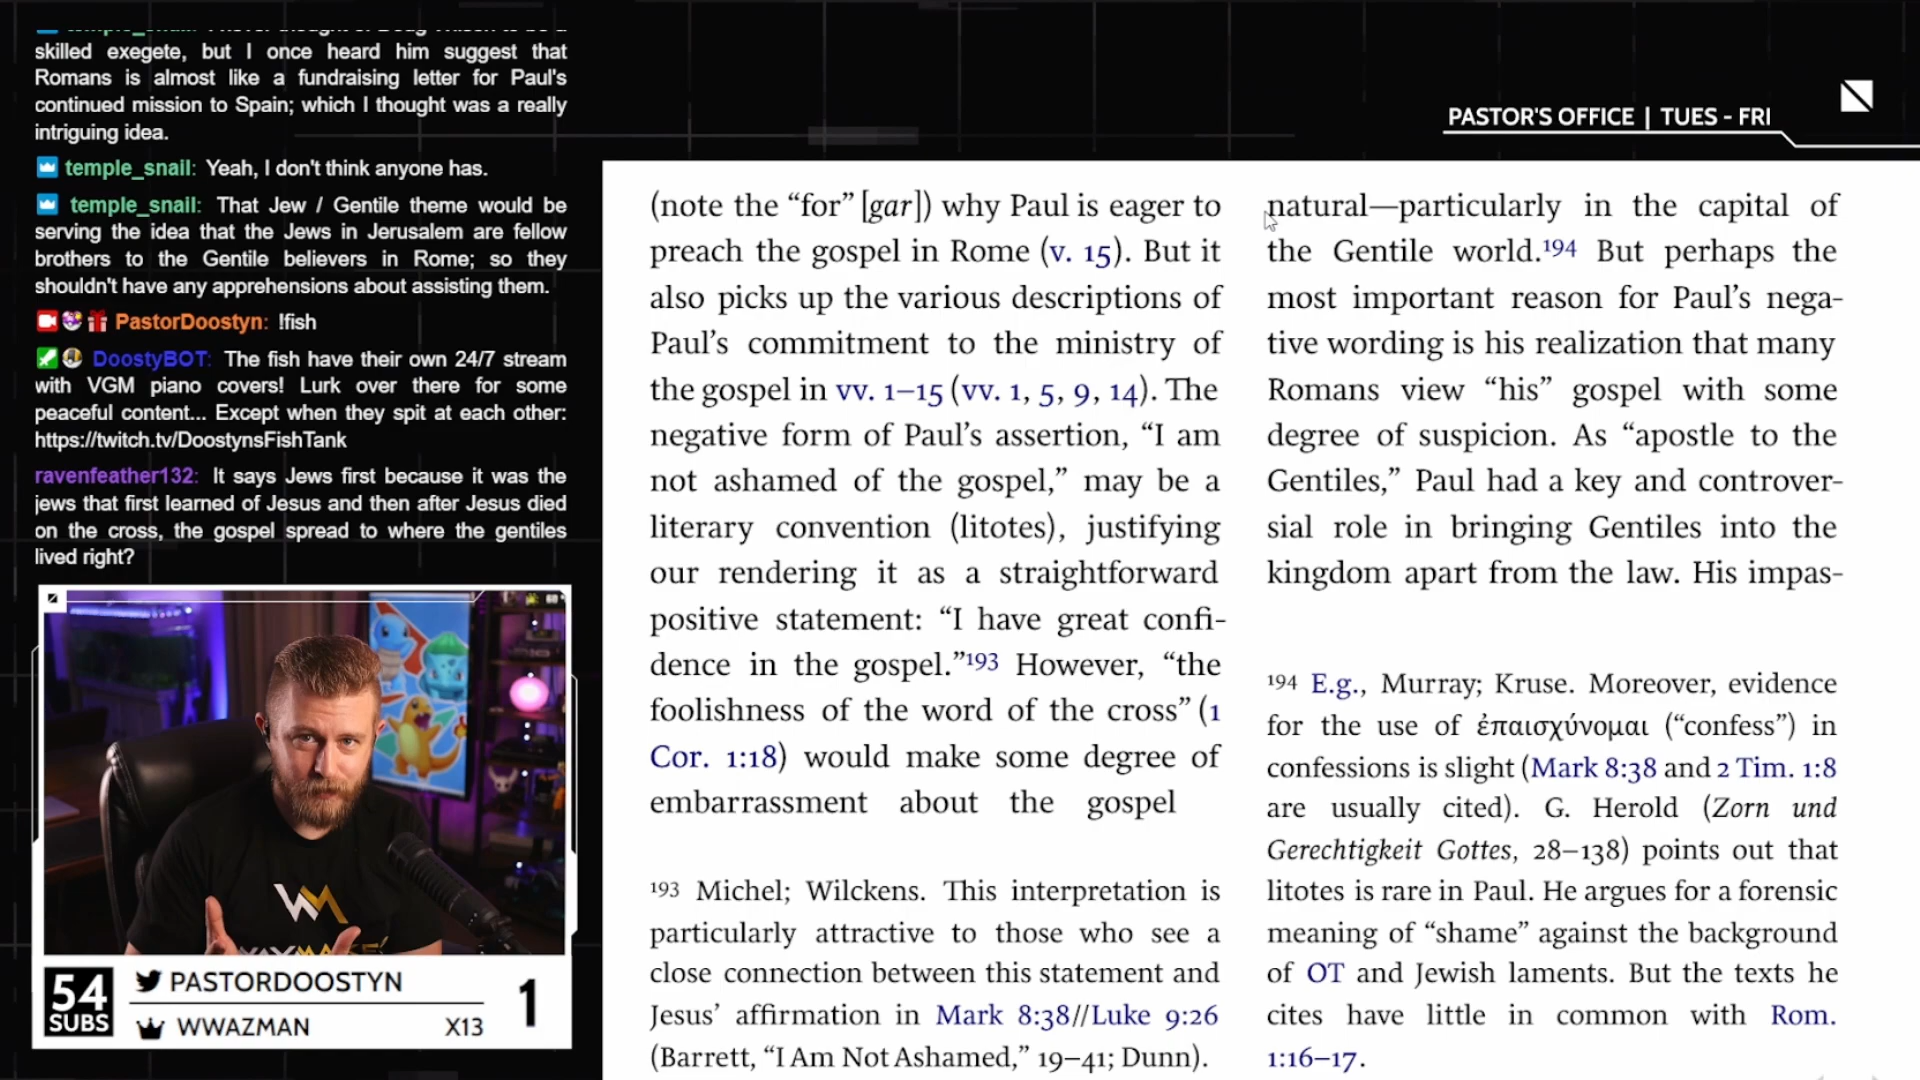 skilled exegete, but I once heard him suggest that
Romans is almost like a fundraising letter for Paul's
continued mission to Spain; which I thought was a really
intriguing idea.
temple_snail: Yeah, I don't think anyone has.
temple_snail: That Jew / Gentile theme would be
serving the idea that the Jews in Jerusalem are fellow
brothers to the Gentile believers in Rome; so they
shouldn't have any apprehensions about assisting them.
PastorDoostyn: !fish
DoostyBOT: The fish have their own 24/7 stream
with VGM piano covers! Lurk over there for some
peaceful content... Except when they spit at each other:
https://twitch.tv/DoostynsFishTank
ravenfeather132: It says Jews first because it was the
jews that first learned of Jesus and then after Jesus died
on the cross, the gospel spread to where the gentiles
lived right?
54
SUBS
PASTORDOOSTYN
WWAZMAN X13
1
PASTOR'S OFFICE | TUES - FRI
(note the “for” [gar]) why Paul is eager to
preach the gospel in Rome (v. 15). But it
also picks up the various descriptions of
Paul’s commitment to the ministry of
the gospel in vv. 1–15 (vv. 1, 5, 9, 14). The
negative form of Paul’s assertion, “I am
not ashamed of the gospel,” may be a
literary convention (litotes), justifying
our rendering it as a straightforward
positive statement: “I have great confi-
dence in the gospel.”193 However, “the
foolishness of the word of the cross” (1
Cor. 1:18) would make some degree of
embarrassment about the gospel
193 Michel; Wilckens. This interpretation is
particularly attractive to those who see a
close connection between this statement and
Jesus’ affirmation in Mark 8:38//Luke 9:26
(Barrett, “I Am Not Ashamed,” 19–41; Dunn).
natural—particularly in the capital of
the Gentile world.194 But perhaps the
most important reason for Paul’s nega-
tive wording is his realization that many
Romans view “his” gospel with some
degree of suspicion. As “apostle to the
Gentiles,” Paul had a key and controver-
sial role in bringing Gentiles into the
kingdom apart from the law. His impas-
194 E.g., Murray; Kruse. Moreover, evidence
for the use of ἐπαισχύνομαι (“confess”) in
confessions is slight (Mark 8:38 and 2 Tim. 1:8
are usually cited). G. Herold (Zorn und
Gerechtigkeit Gottes, 28–138) points out that
litotes is rare in Paul. He argues for a forensic
meaning of “shame” against the background
of OT and Jewish laments. But the texts he
cites have little in common with Rom.
1:16–17.